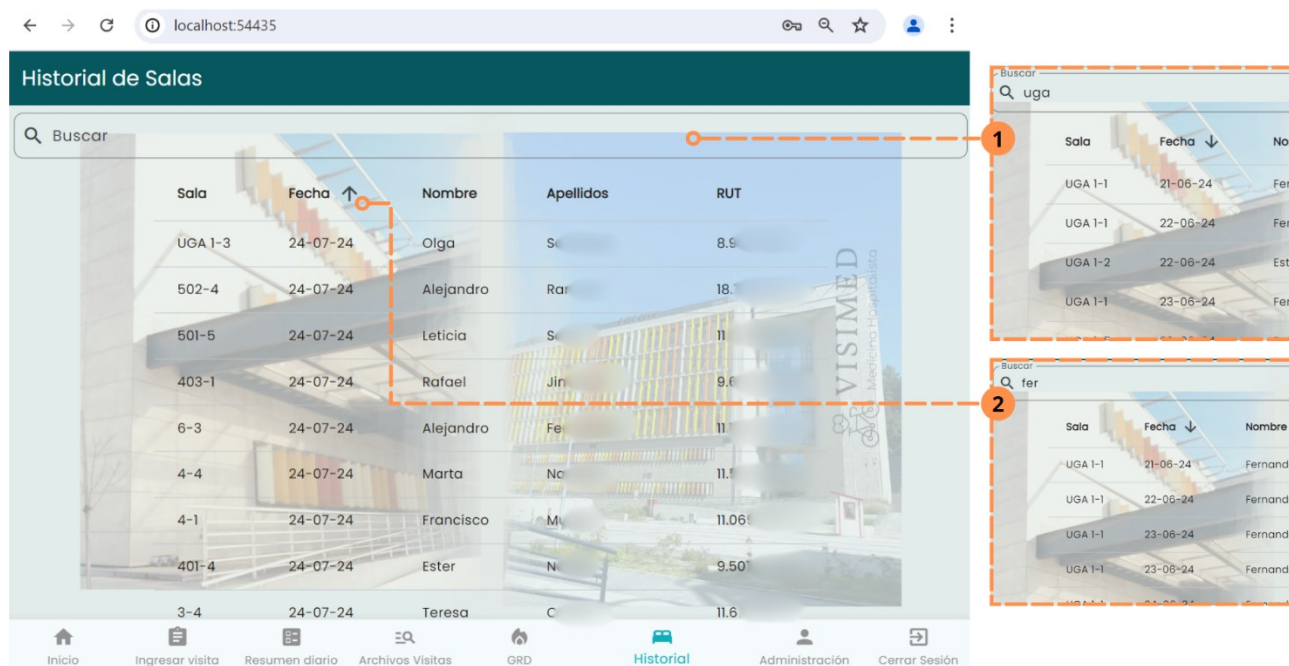 localhost:54435
Historial de Salas
Buscar
Sala Fecha Nombre Apellidos RUT
UGA 1-3 24-07-24 Olga
502-4 24-07-24 Alejandro
501-5 24-07-24 Leticia
403-1 24-07-24 Rafael
6-3 24-07-24 Alejandro
4-4 24-07-24 Marta
4-1 24-07-24 Francisco
401-4 24-07-24 Ester
3-4 24-07-24 Teresa
VISIMED
Medicina Hospitalista
Inicio Ingresar visita Resumen diario Archivos Visitas GRD Historial Administración Cerrar Sesión
1
Buscar
uga
Sala Fecha
UGA 1-1 21-06-24
UGA 1-1 22-06-24
UGA 1-2 22-06-24
UGA 1-1 23-06-24
2
Buscar
fer
Sala Fecha Nombre
UGA 1-1 21-06-24 Fernand
UGA 1-1 22-06-24 Fernand
UGA 1-1 23-06-24 Fernand
UGA 1-1 23-06-24 Fernand